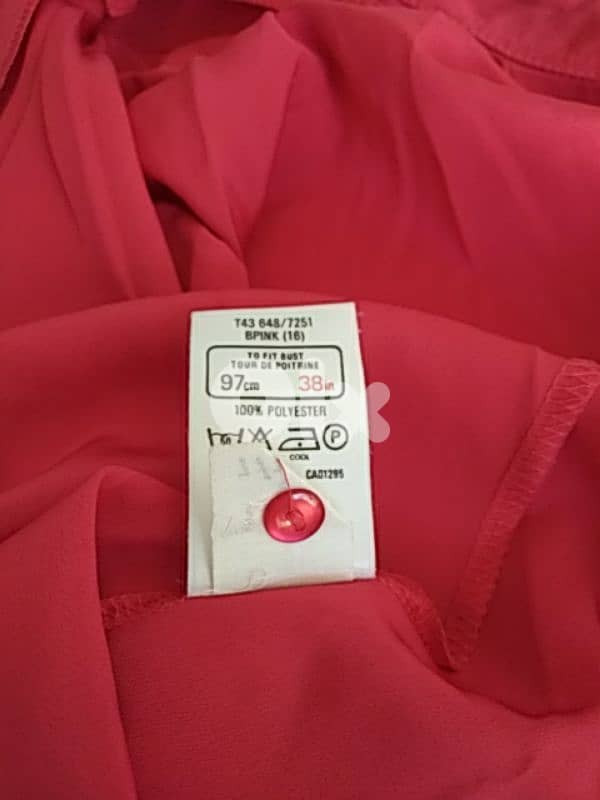 T43 648/7251
BPINK (16)
TO FIT BUST
TOUR DE POITRINE
97cm 38in
100% POLYESTER
P
COOL
CA01295